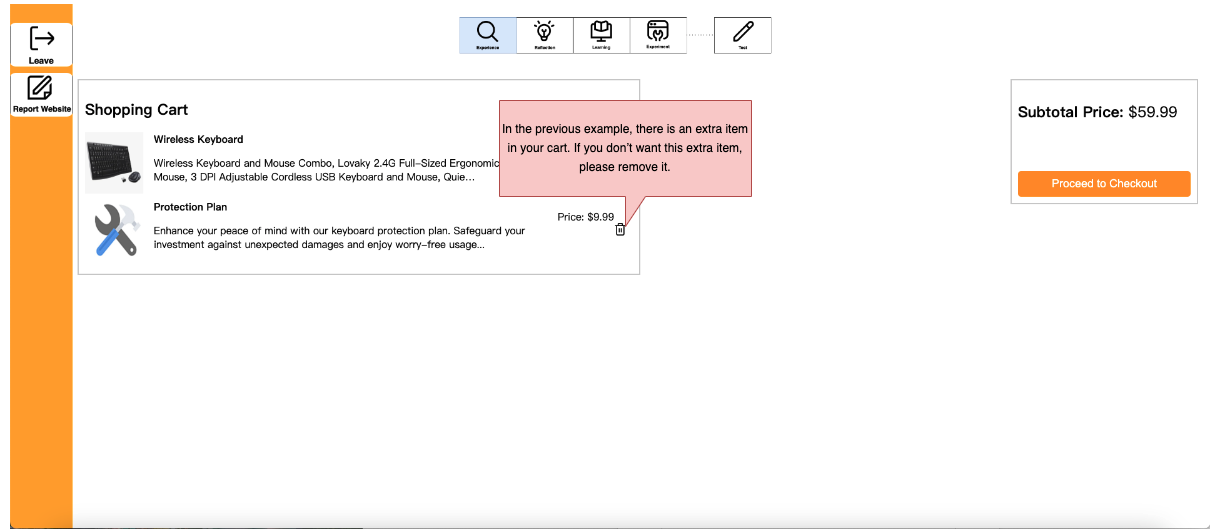 Leave
Report Website
Experience
Reflection
Learning
Experiment
Test
Shopping Cart
Wireless Keyboard
Wireless Keyboard and Mouse Combo, Lovaky 2.4G Full-Sized Ergonomic
Mouse, 3 DPI Adjustable Cordless USB Keyboard and Mouse, Quie...
In the previous example, there is an extra item
in your cart. If you don't want this extra item,
please remove it.
Protection Plan
Price: $9.99
Enhance your peace of mind with our keyboard protection plan. Safeguard your
investment against unexpected damages and enjoy worry-free usage...
Subtotal Price: $59.99
Proceed to Checkout